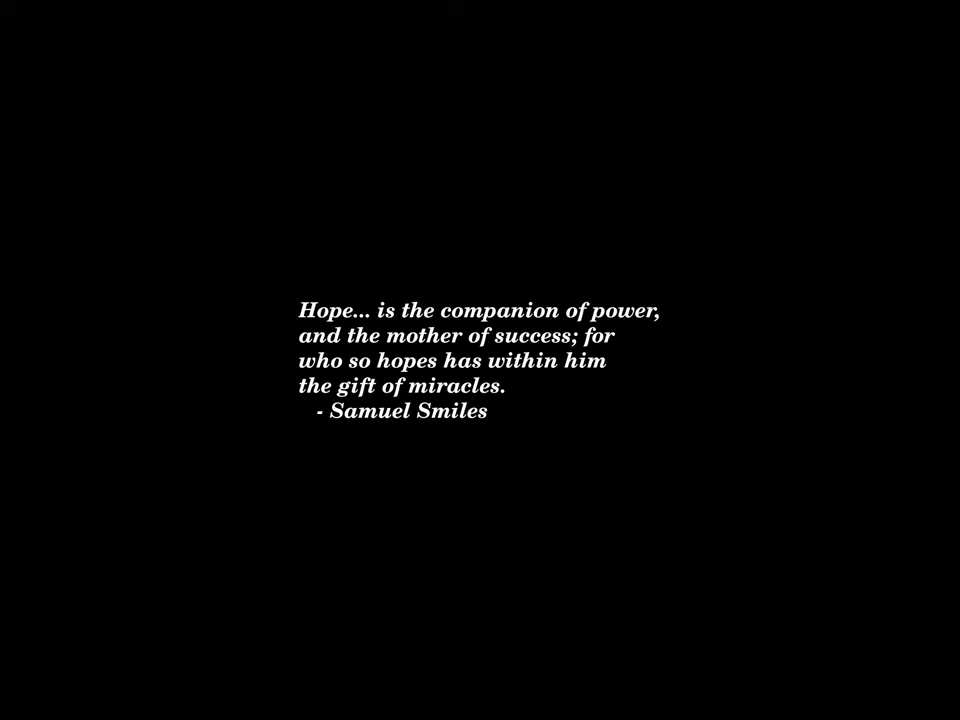 Hope... is the companion of power,
and the mother of success; for
who so hopes has within him
the gift of miracles.
- Samuel Smiles